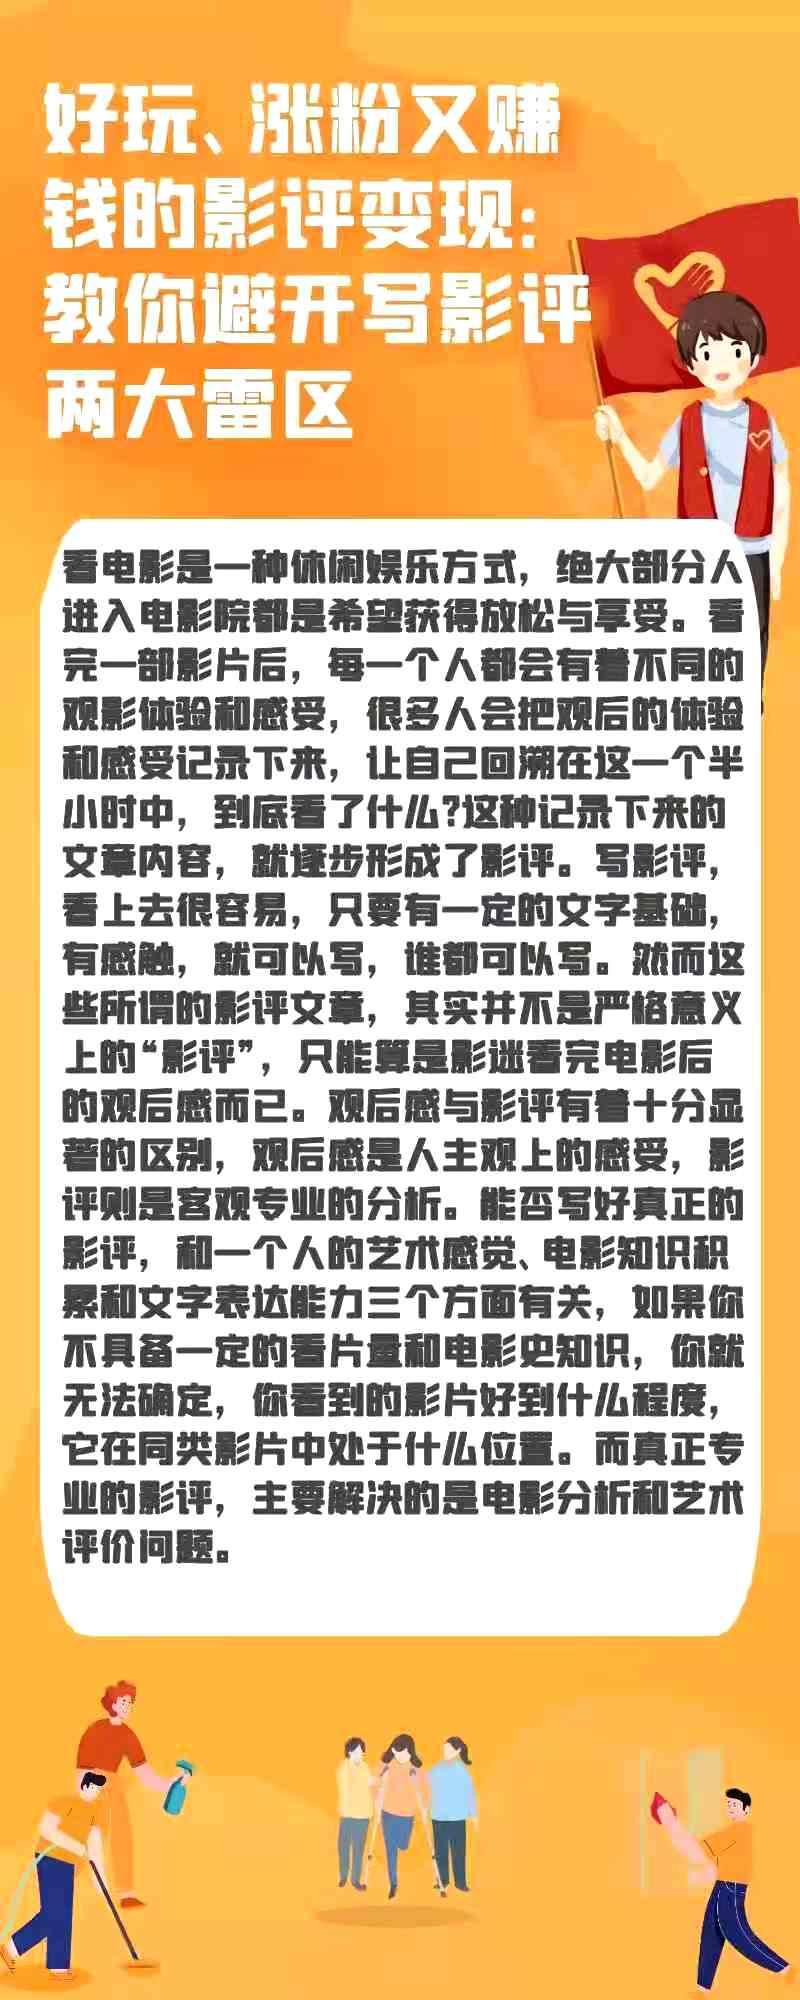 好玩、涨粉又赚
钱的影评变现：
教你避开写影评
两大雷区
看电影是一种休闲娱乐方式，绝大部分人
进入电影院都是希望获得放松与享受。看
完一部影片后，每一个人都会有着不同的
观影体验和感受，很多人会把观后的体验
和感受记录下来，让自己回溯在这一个半
小时中，到底看了什么?这种记录下来的
文章内容，就逐步形成了影评。写影评，
看上去很容易，只要有一定的文字基础，
有感触，就可以写，谁都可以写。然而这
些所谓的影评文章，其实并不是严格意义
上的“影评”，只能算是影迷看完电影后
的观后感而已。观后感与影评有着十分显
著的区别，观后感是人主观上的感受，影
评则是客观专业的分析。能否写好真正的
影评，和一个人的艺术感觉、电影知识积
累和文字表达能力三个方面有关，如果你
不具备一定的看片量和电影史知识，你就
无法确定，你看到的影片好到什么程度，
它在同类影片中处于什么位置。而真正专
业的影评，主要解决的是电影分析和艺术
评价问题。